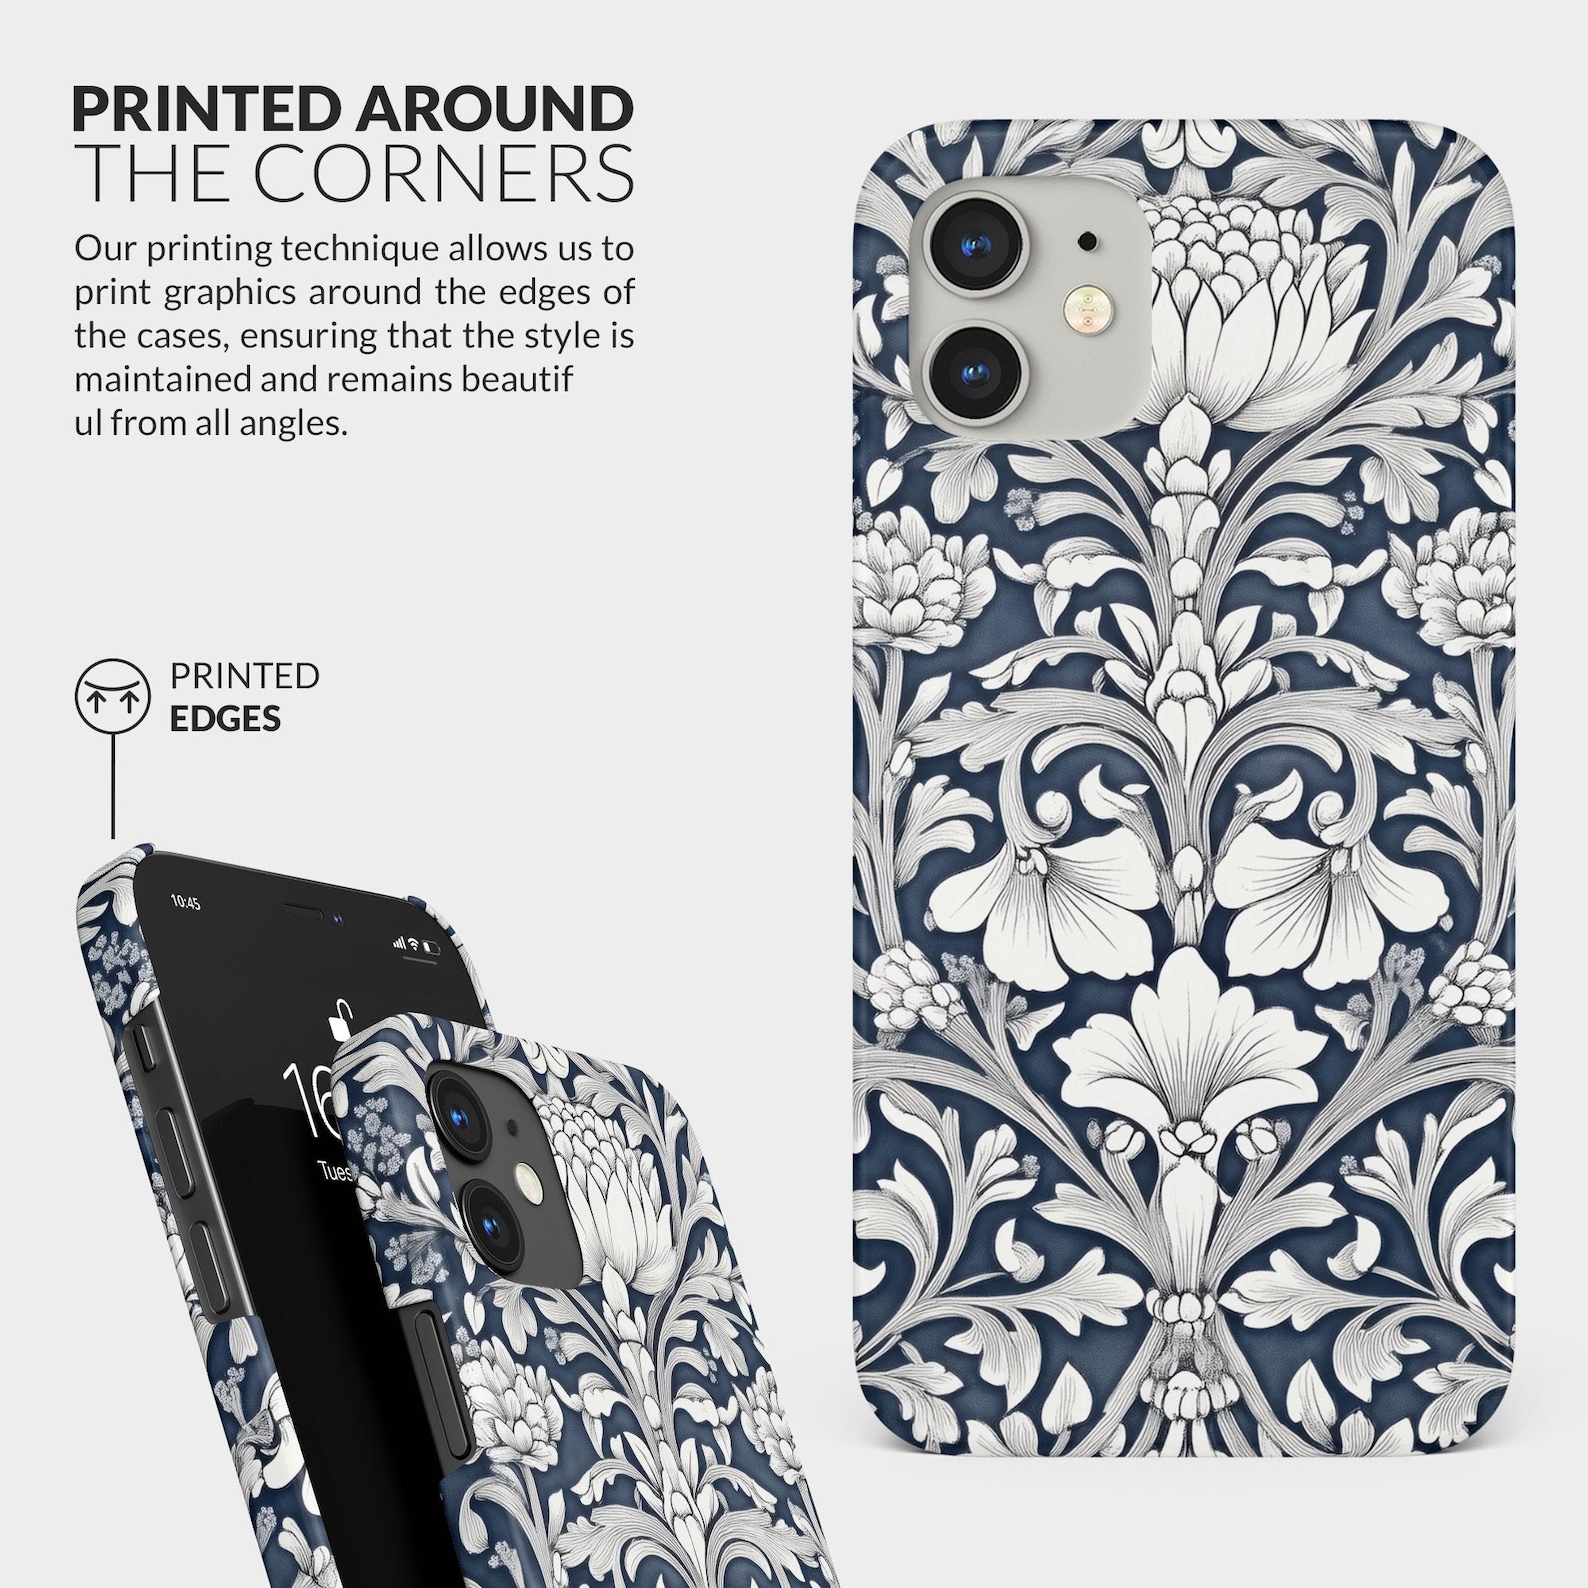 PRINTED AROUND
THE CORNERS
Our printing technique allows us to
print graphics around the edges of
the cases, ensuring that the style is
maintained and remains beautif
ul from all angles.
PRINTED
EDGES
10:45
16
Tues